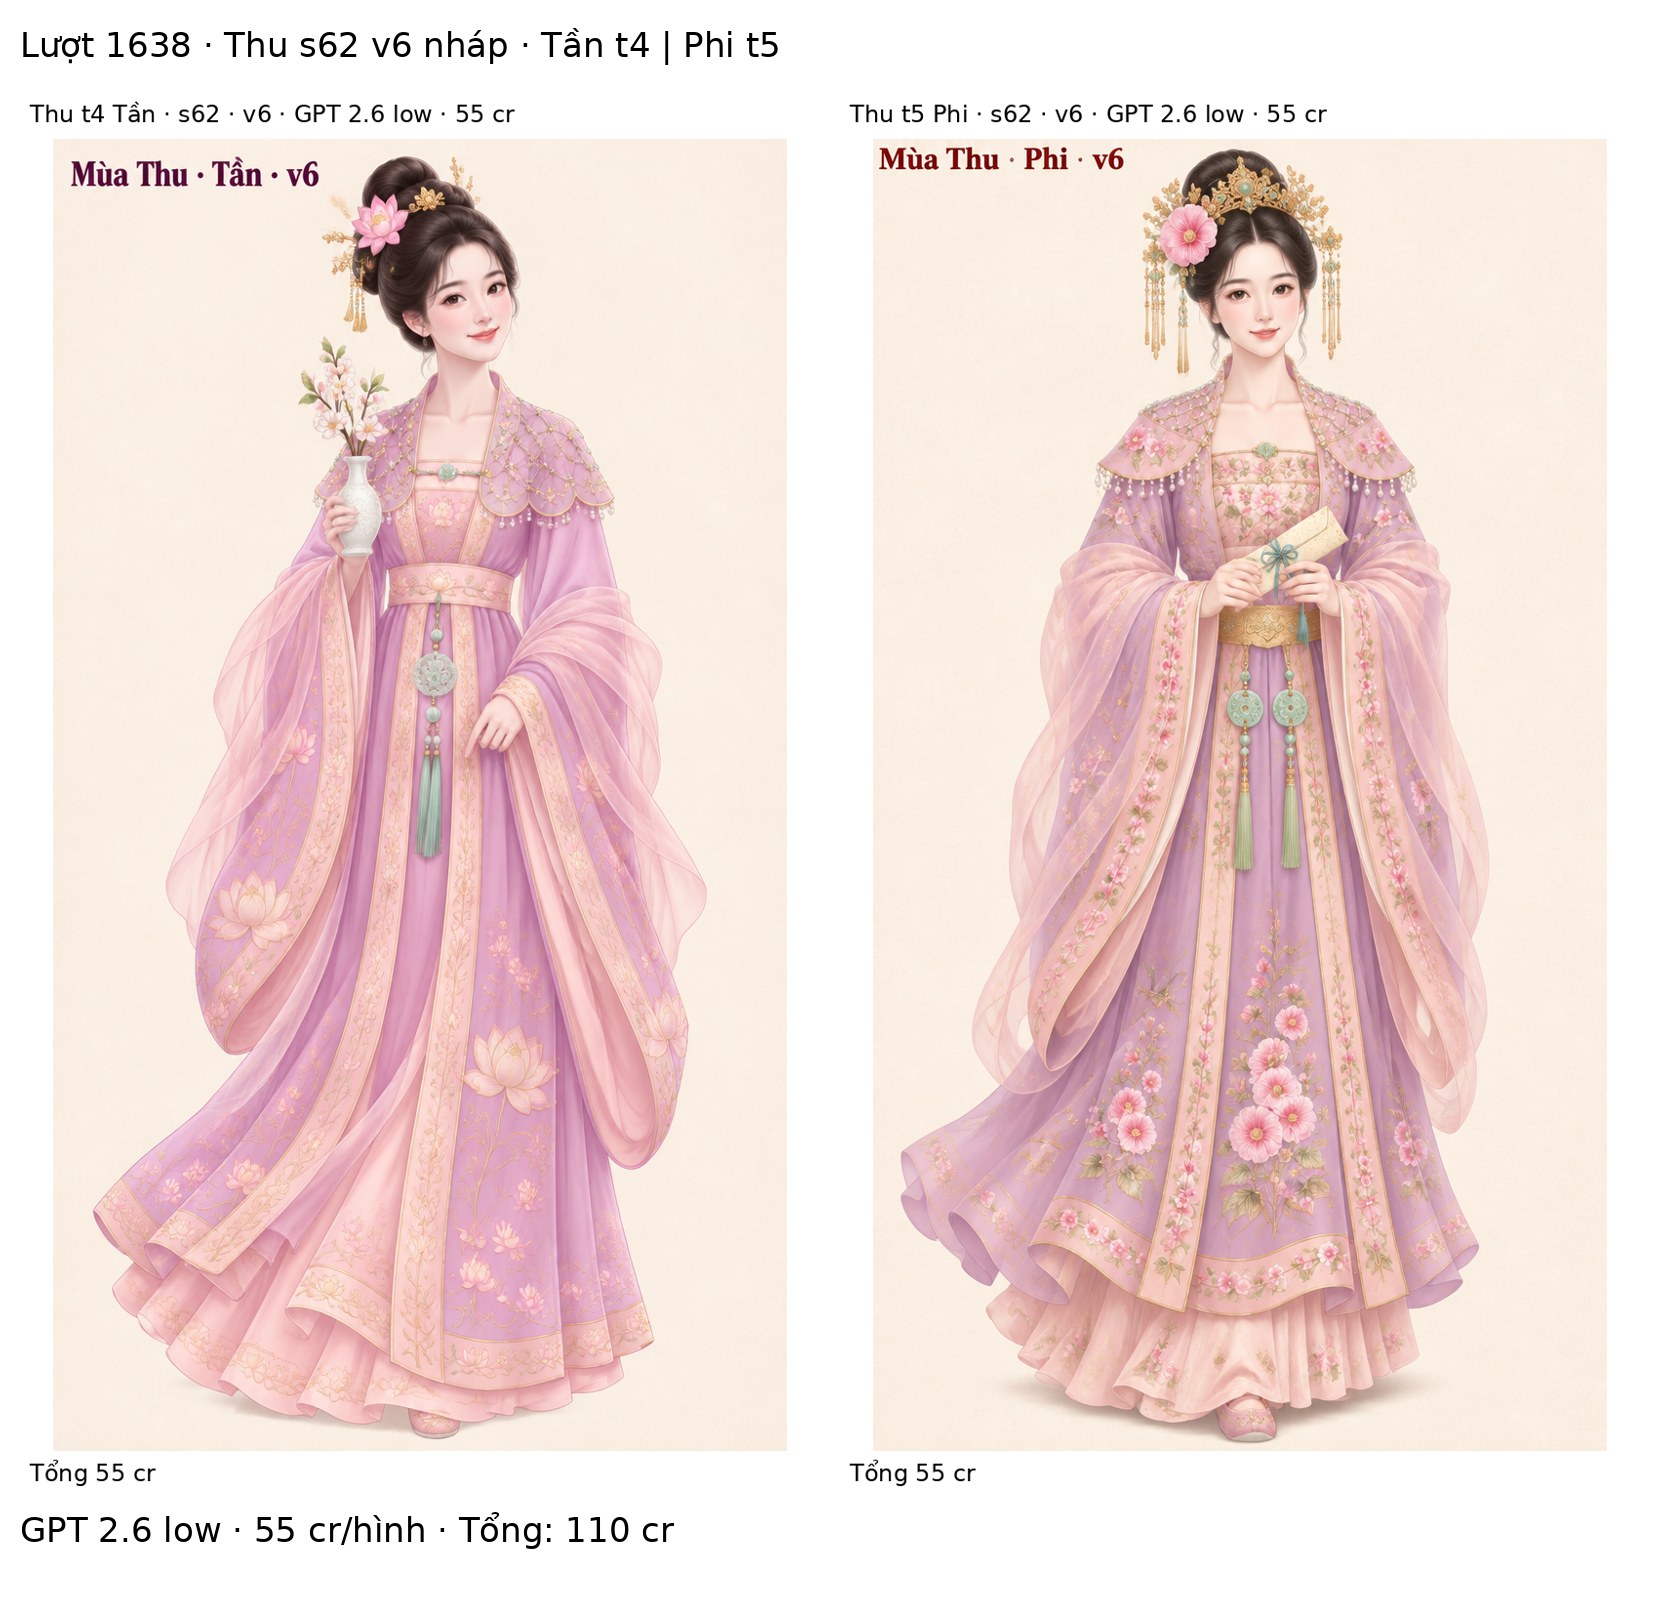 Lượt 1638 · Thu s62 v6 nháp · Tần t4 | Phi t5
Thu t4 Tần · s62 · v6 · GPT 2.6 low · 55 cr
Thu t5 Phi · s62 · v6 · GPT 2.6 low · 55 cr
Mùa Thu · Tần · v6
Mùa Thu · Phi · v6
Tổng 55 cr
Tổng 55 cr
GPT 2.6 low · 55 cr/hình · Tổng: 110 cr